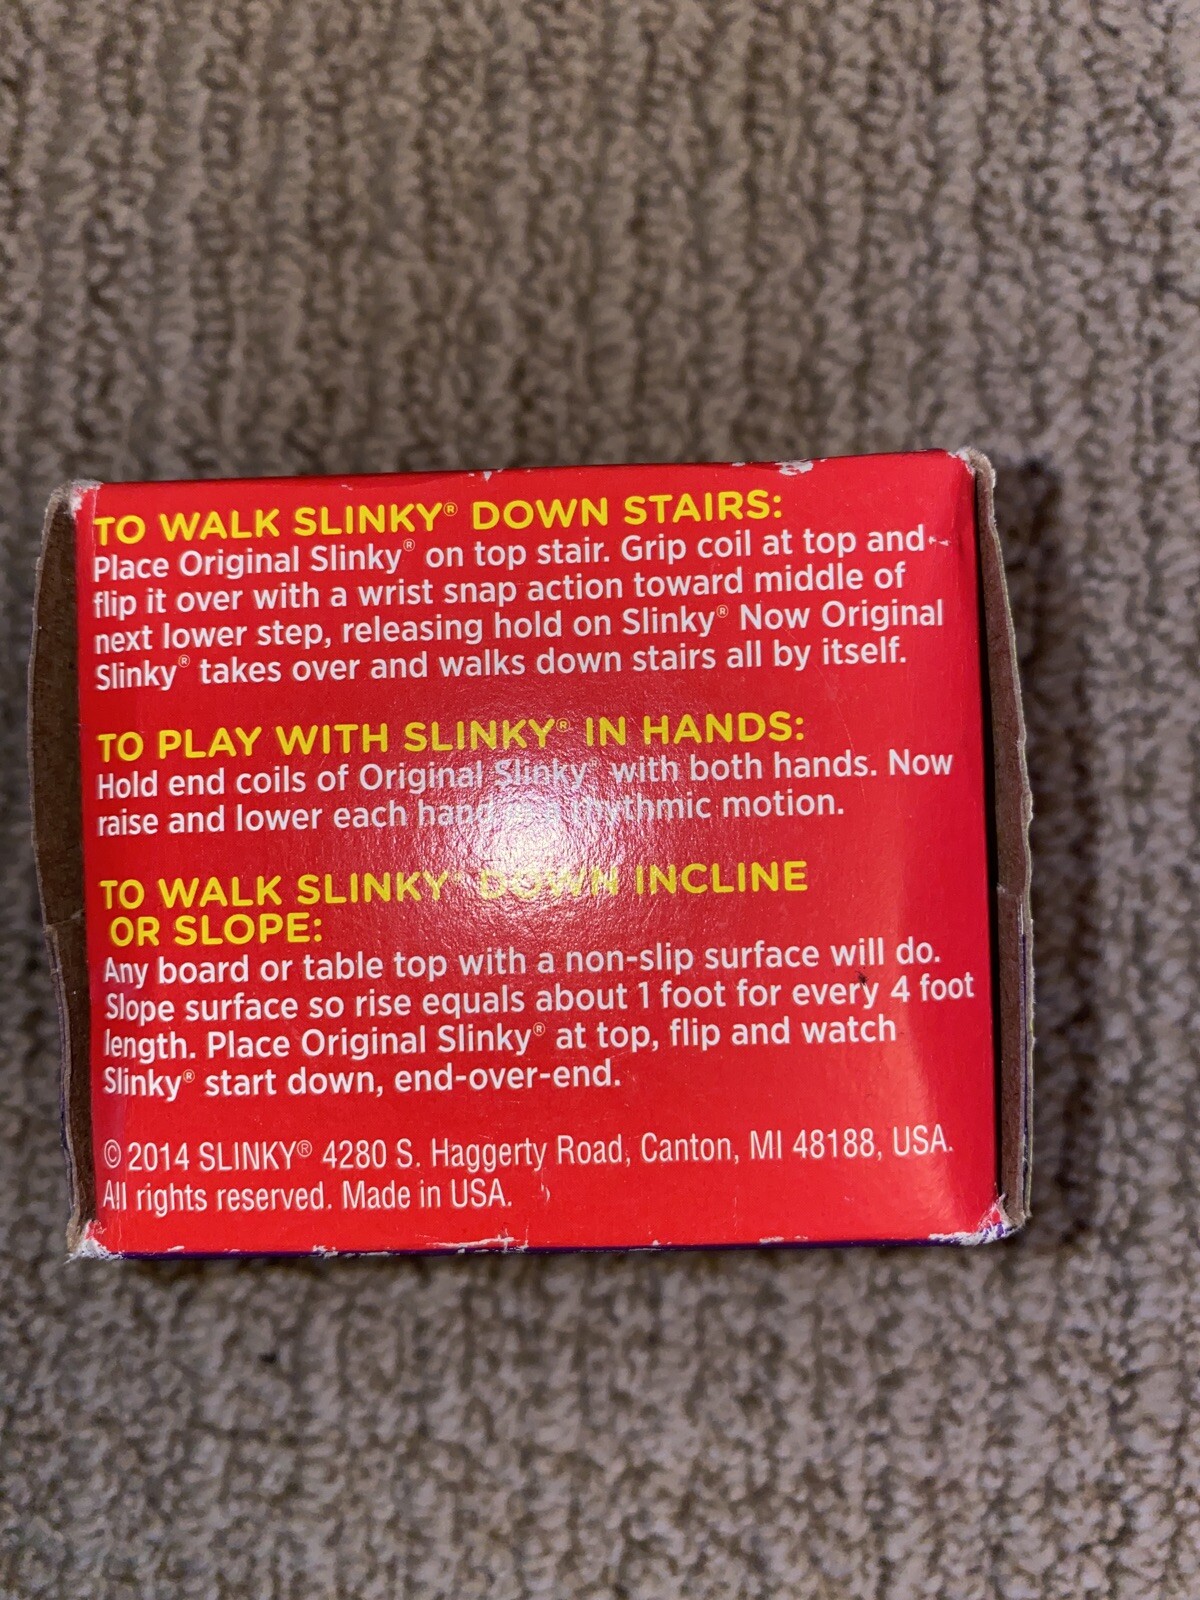 TO WALK SLINKY® DOWN STAIRS:
Place Original Slinky® on top stair. Grip coil at top and
flip it over with a wrist snap action toward middle of
next lower step, releasing hold on Slinky® Now Original
Slinky® takes over and walks down stairs all by itself.
TO PLAY WITH SLINKY® IN HANDS:
Hold end coils of Original Slinky® with both hands. Now
raise and lower each hand a rhythmic motion.
TO WALK SLINKY® DOWN INCLINE
OR SLOPE:
Any board or table top with a non-slip surface will do.
Slope surface so rise equals about 1 foot for every 4 foot
length. Place Original Slinky® at top, flip and watch
Slinky® start down, end-over-end.
© 2014 SLINKY® 4280 S. Haggerty Road, Canton, MI 48188, USA.
All rights reserved. Made in USA.